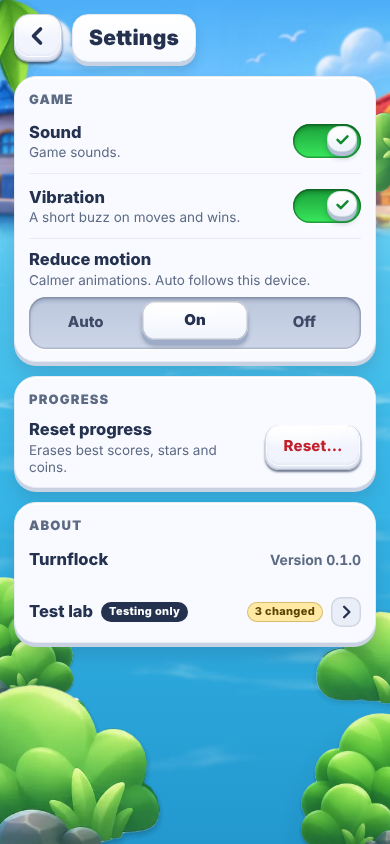 Settings
GAME
Sound
Game sounds.
Vibration
A short buzz on moves and wins.
Reduce motion
Calmer animations. Auto follows this device.
Auto On Off
PROGRESS
Reset progress
Erases best scores, stars and
coins.
Reset...
ABOUT
Turnflock Version 0.1.0
Test lab Testing only 3 changed